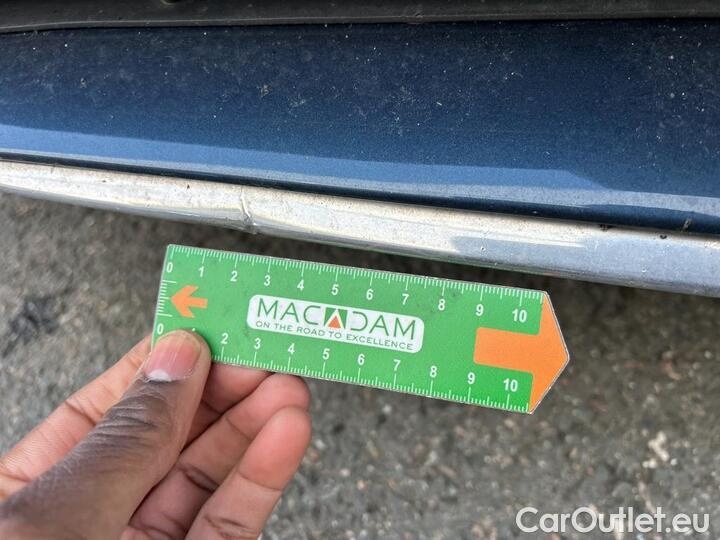 0 1 2 3 4 5 6 7 8 9 10
MACADAM
ON THE ROAD TO EXCELLENCE
0 1 2 3 4 5 6 7 8 9 10
CarOutlet.eu